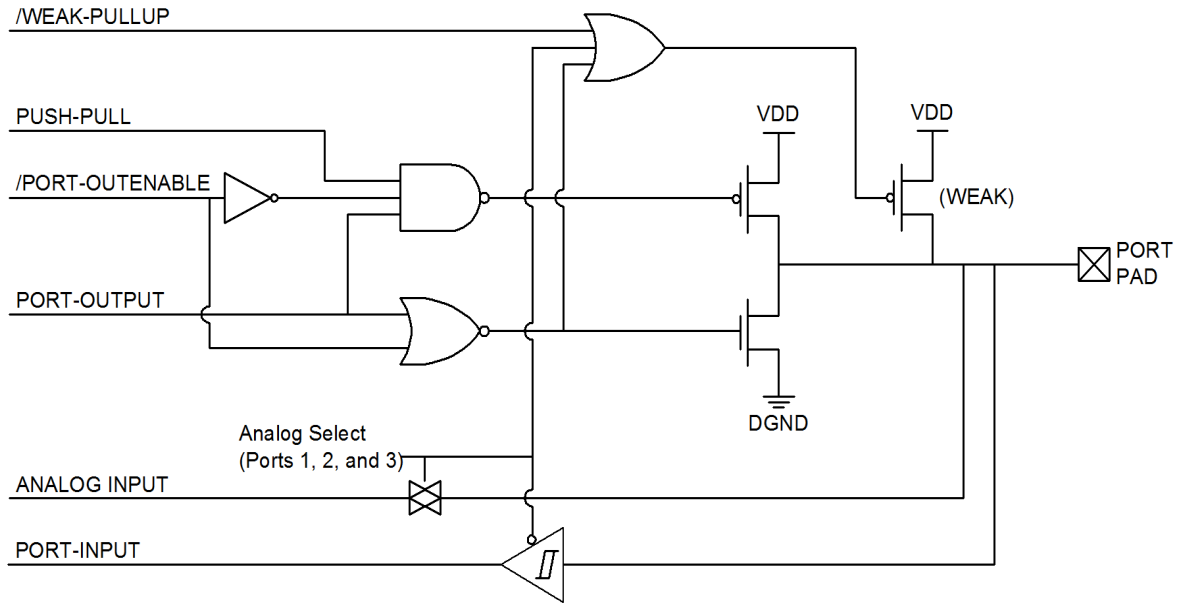 /WEAK-PULLUP
PUSH-PULL
VDD
VDD
/PORT-OUTENABLE
(WEAK)
PORT
PAD
PORT-OUTPUT
DGND
Analog Select
(Ports 1, 2, and 3)
ANALOG INPUT
PORT-INPUT